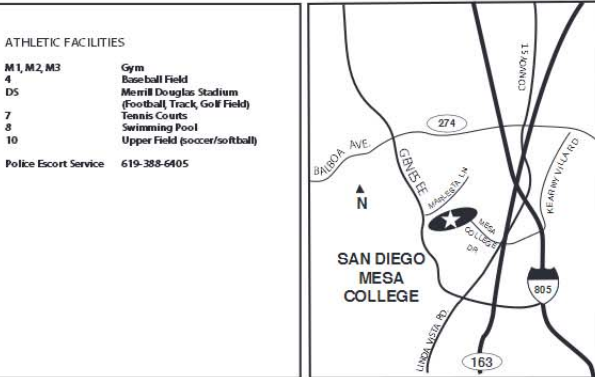 ATHLETIC FACILITIES
M1, M2, M3 Gym
4 Baseball Field
DS Merrill Douglas Stadium
(Football, Track, Golf Field)
7 Tennis Courts
8 Swimming Pool
10 Upper Field (soccer/softball)
Police Escort Service 619-388-6405
CONVOY ST
274
BALBOA AVE.
GENESEE
KEARNY VILLA RD
MARLESTA LN
N
MESA
COLLEGE
DR
SAN DIEGO
MESA
COLLEGE
805
LINDA VISTA RD.
163